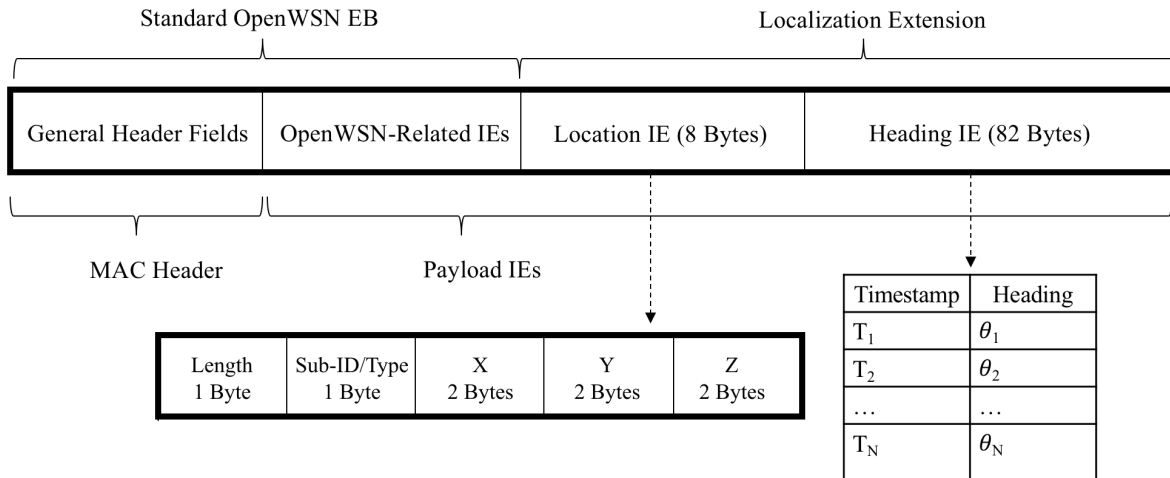 Standard OpenWSN EB
Localization Extension
General Header Fields
OpenWSN-Related IEs
Location IE (8 Bytes)
Heading IE (82 Bytes)
MAC Header
Payload IEs
Length
1 Byte
Sub-ID/Type
1 Byte
X
2 Bytes
Y
2 Bytes
Z
2 Bytes
Timestamp Heading
T₁ θ₁
T₂ θ₂
… …
T_N θ_N